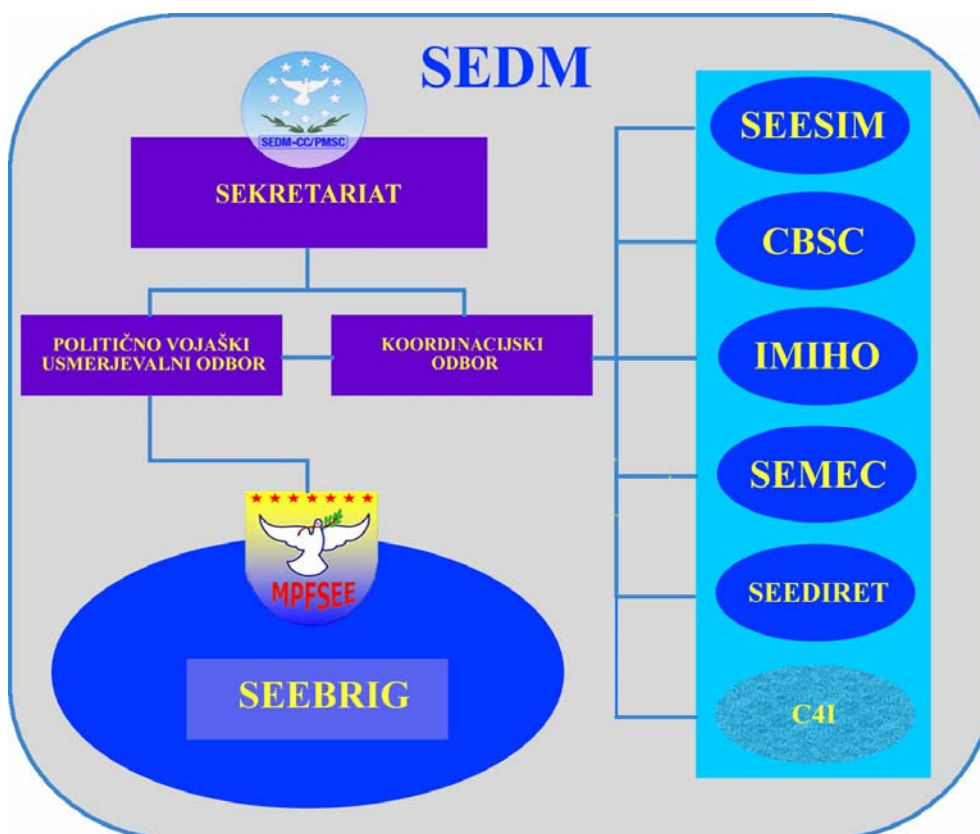 SEDM
SEDM-CC/PMSC
SEKRETARIAT
POLITIČNO VOJAŠKI
USMERJEVALNI ODBOR
KOORDINACIJSKI
ODBOR
MPFSEE
SEEBRIG
SEESIM
CBSC
IMIHO
SEMEC
SEEDIRET
C4I